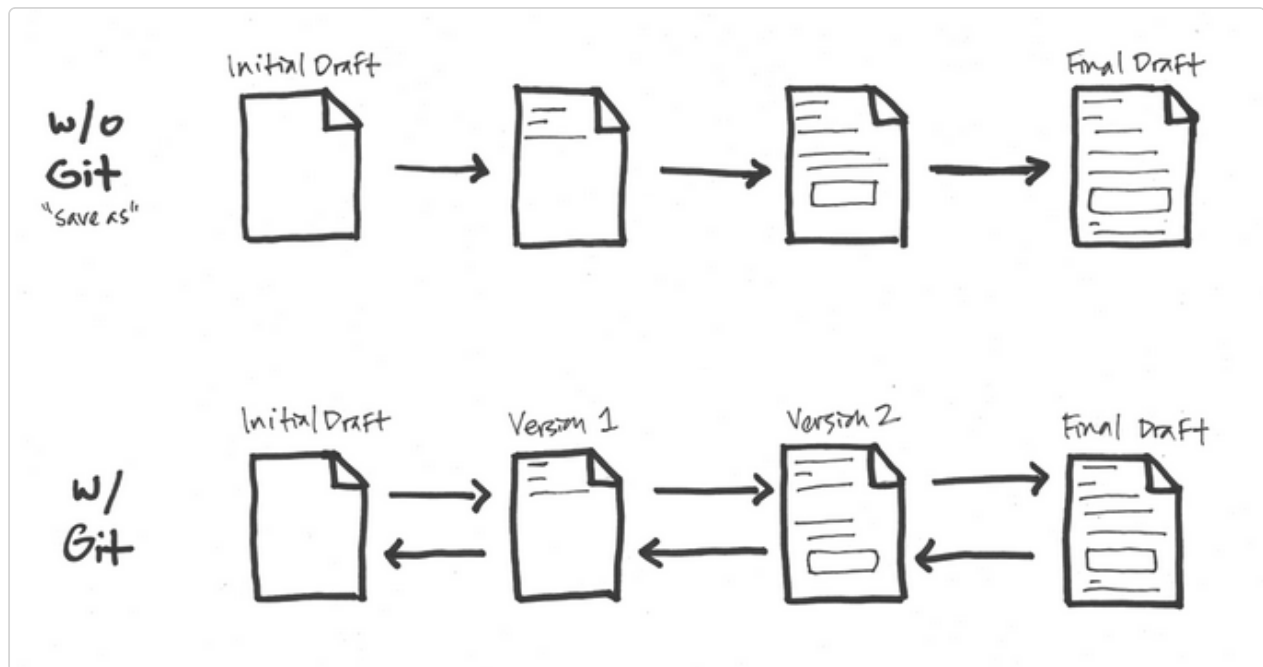 Initial Draft
Final Draft
w/o
Git
"save as"
Initial Draft
Version 1
Version 2
Final Draft
w/
Git